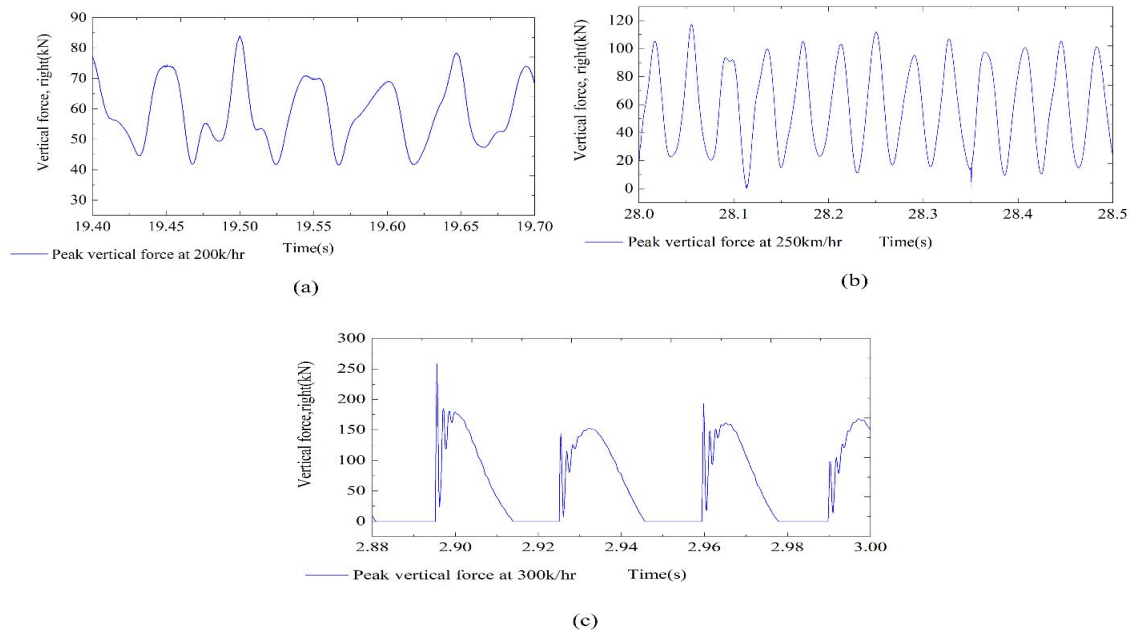 90
80
70
60
50
40
30
Vertical force, right(kN)
19.40 19.45 19.50 19.55 19.60 19.65 19.70
Time(s)
Peak vertical force at 200k/hr
(a)
120
100
80
60
40
20
0
Vertical force, right(kN)
28.0 28.1 28.2 28.3 28.4 28.5
Peak vertical force at 250km/hr Time(s)
(b)
300
250
200
150
100
50
0
Vertical force,right(kN)
2.88 2.90 2.92 2.94 2.96 2.98 3.00
Peak vertical force at 300k/hr Time(s)
(c)